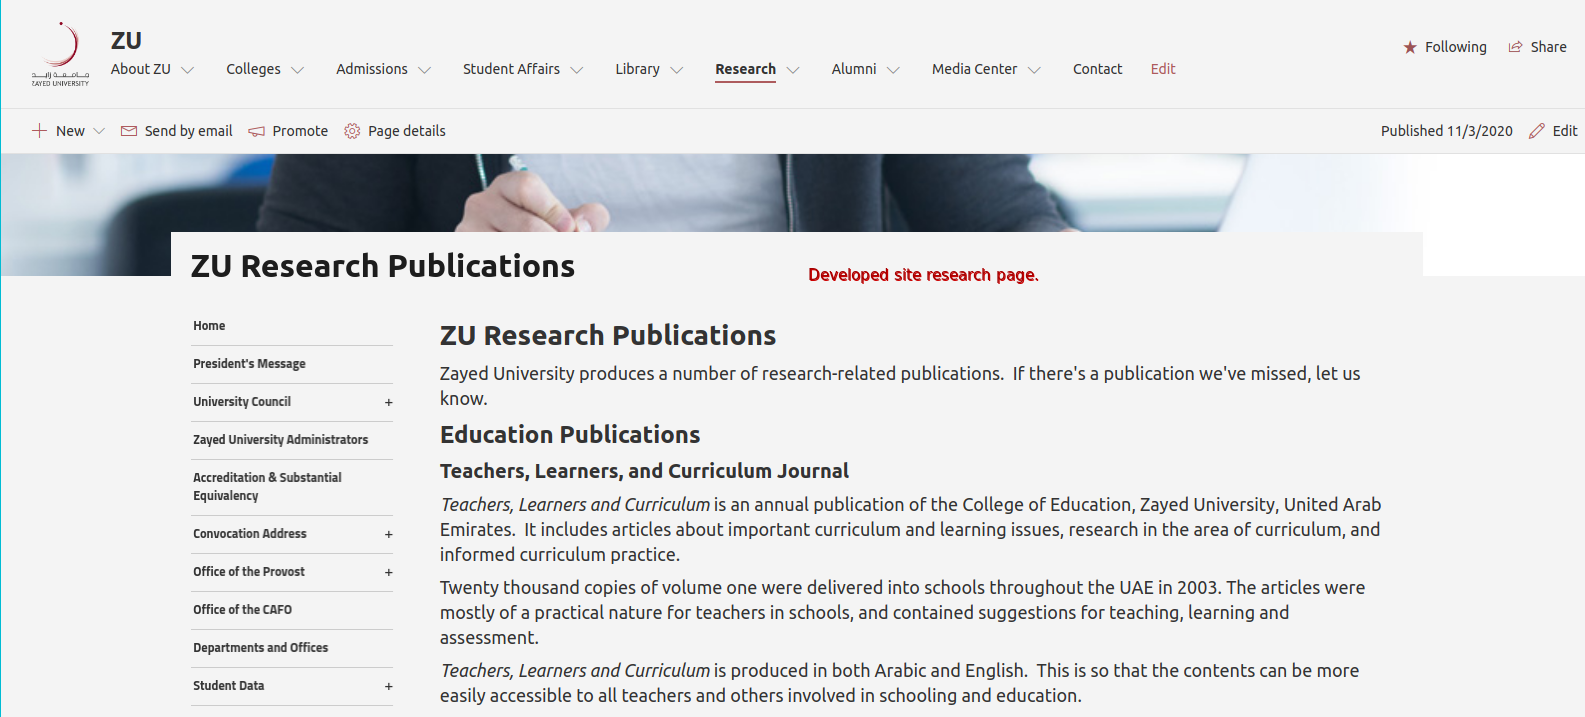 جامعة زايد
ZAYED UNIVERSITY
ZU
About ZU
Colleges
Admissions
Student Affairs
Library
Research
Alumni
Media Center
Contact
Edit
Following
Share
New
Send by email
Promote
Page details
Published 11/3/2020
Edit
ZU Research Publications
Developed site research page.
Home
President's Message
University Council +
Zayed University Administrators
Accreditation & Substantial
Equivalency
Convocation Address +
Office of the Provost +
Office of the CAFO
Departments and Offices
Student Data +
ZU Research Publications
Zayed University produces a number of research-related publications.  If there's a publication we've missed, let us
know.
Education Publications
Teachers, Learners, and Curriculum Journal
Teachers, Learners and Curriculum is an annual publication of the College of Education, Zayed University, United Arab
Emirates.  It includes articles about important curriculum and learning issues, research in the area of curriculum, and
informed curriculum practice.
Twenty thousand copies of volume one were delivered into schools throughout the UAE in 2003. The articles were
mostly of a practical nature for teachers in schools, and contained suggestions for teaching, learning and
assessment.
Teachers, Learners and Curriculum is produced in both Arabic and English.  This is so that the contents can be more
easily accessible to all teachers and others involved in schooling and education.